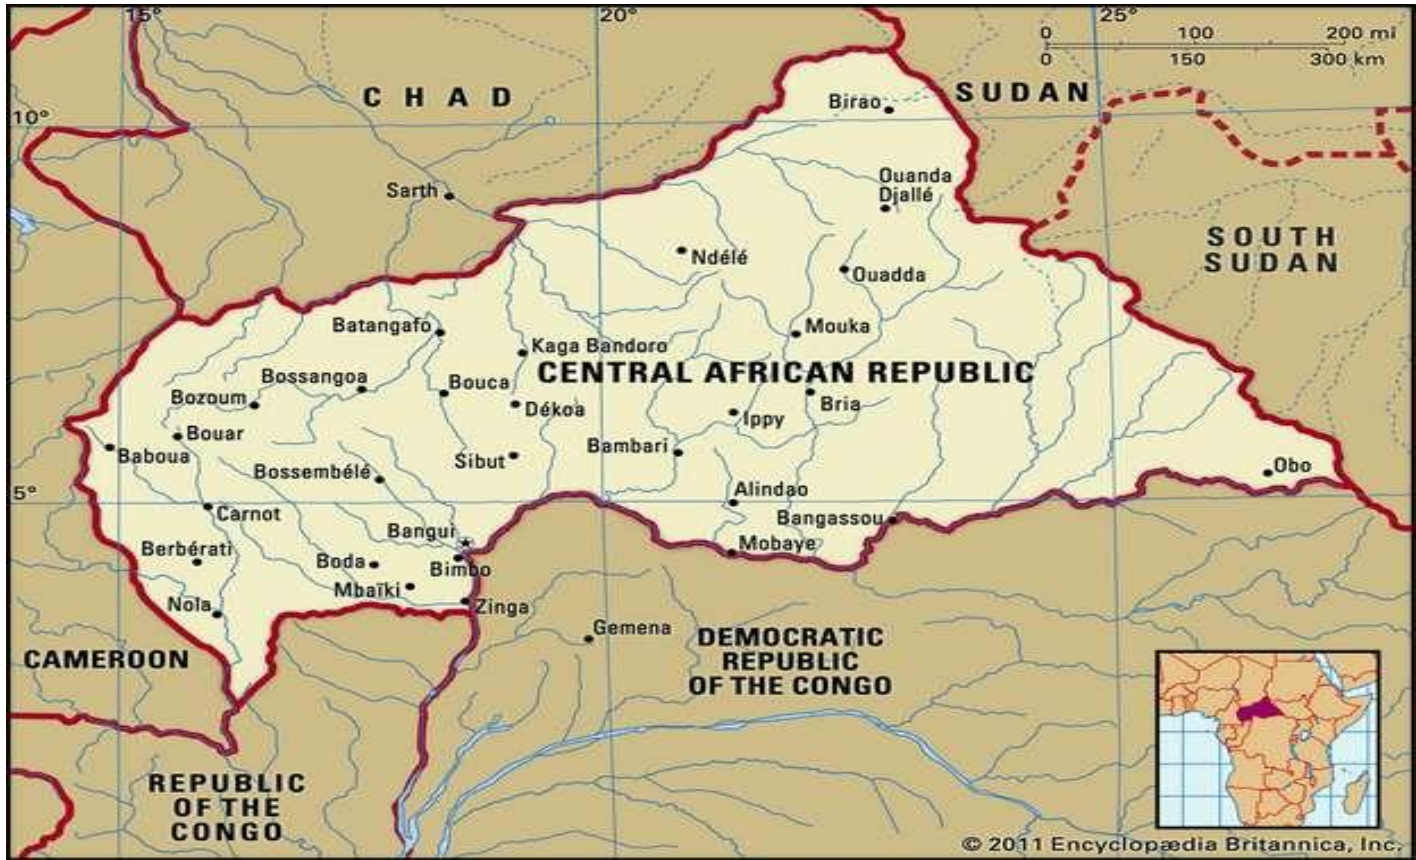 15°
20°
25°
0 100 200 mi
0 150 300 km
CHAD
SUDAN
Birao
10°
Ouanda
Djallé
Sarth
SOUTH
SUDAN
Ndélé
Ouadda
Batangafo
Mouka
Kaga Bandoro
CENTRAL AFRICAN REPUBLIC
Bossangoa
Bouca
Bozoum
Dékoa
Bria
Ippy
Bouar
Baboua
Bambari
Sibut
Bossembélé
Obo
5°
Alindao
Carnot
Bangassou
Bangui
Mobaye
Berbérati
Boda
Bimbo
Mbaïki
Nola
Zinga
Gemena
CAMEROON
DEMOCRATIC
REPUBLIC
OF THE CONGO
REPUBLIC
OF THE
CONGO
© 2011 Encyclopædia Britannica, Inc.